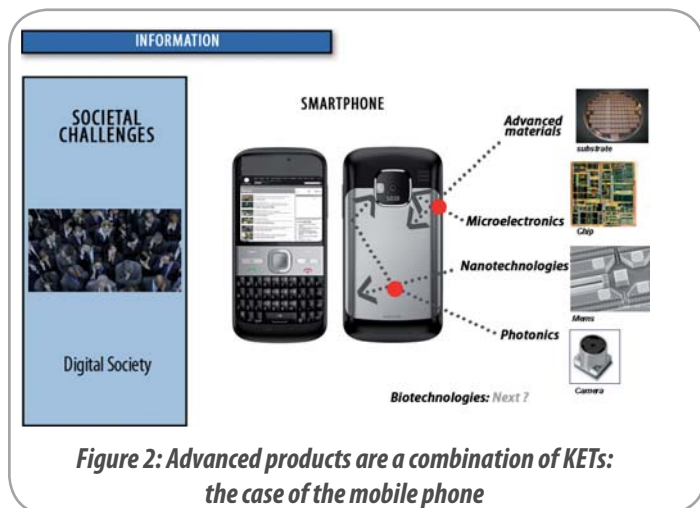 INFORMATION
SOCIETAL
CHALLENGES
Digital Society
SMARTPHONE
Advanced
materials
substrate
Microelectronics
Chip
Nanotechnologies
Mems
Photonics
Camera
Biotechnologies: Next ?
Figure 2: Advanced products are a combination of KETs:
the case of the mobile phone